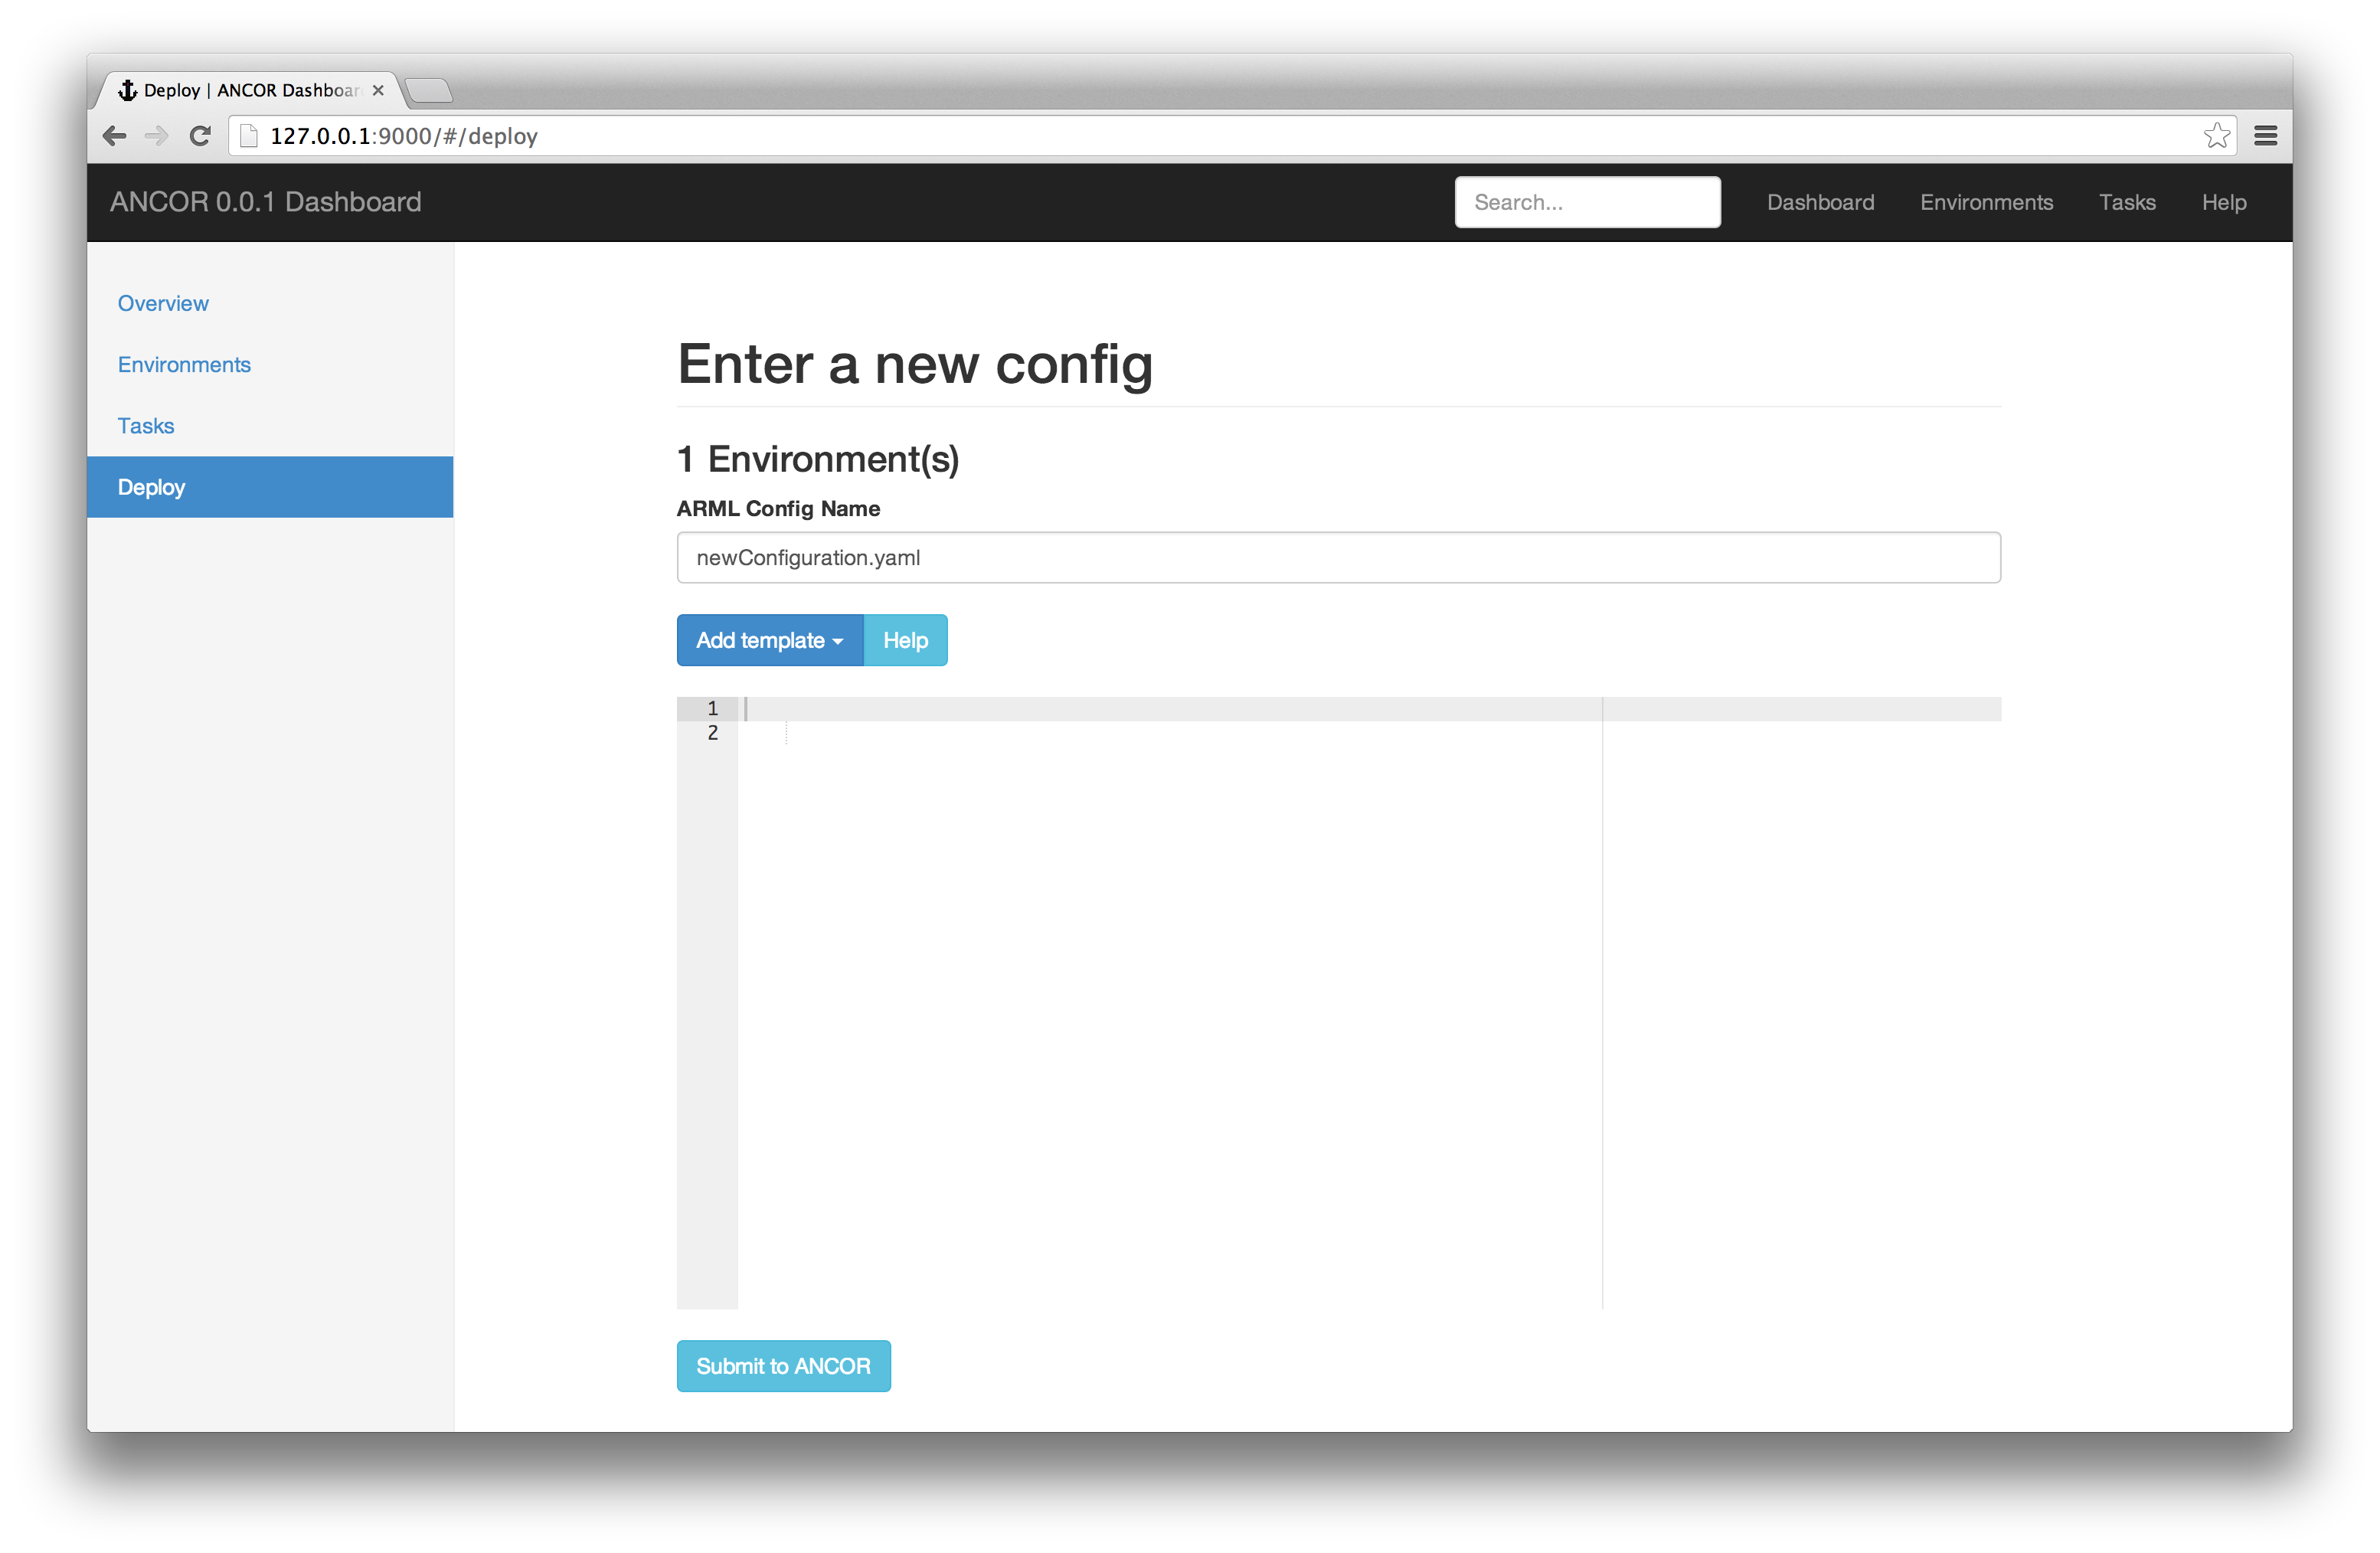 Deploy | ANCOR Dashboar
127.0.0.1:9000/#/deploy
ANCOR 0.0.1 Dashboard
Search...
Dashboard
Environments
Tasks
Help
Overview
Environments
Tasks
Deploy
Enter a new config
1 Environment(s)
ARML Config Name
newConfiguration.yaml
Add template
Help
1
2
Submit to ANCOR